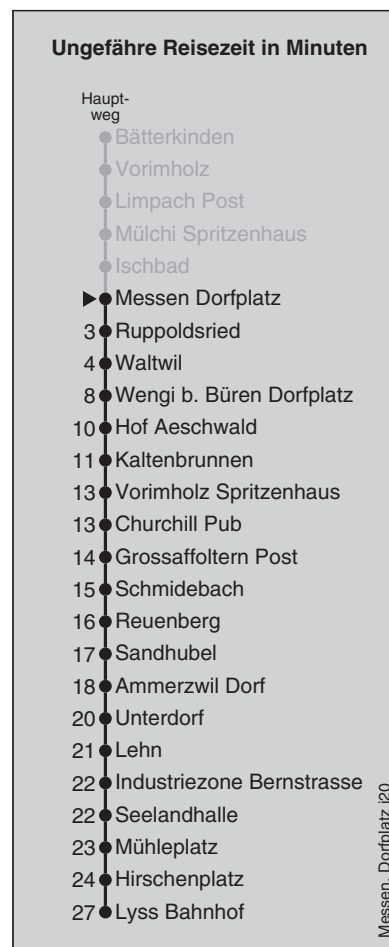 Ungefähre Reisezeit in Minuten
Haupt-
weg
Bätterkinden
Vorimholz
Limpach Post
Mülchi Spritzenhaus
Ischbad
Messen Dorfplatz
3 Ruppoldsried
4 Waltwil
8 Wengi b. Büren Dorfplatz
10 Hof Aeschwald
11 Kaltenbrunnen
13 Vorimholz Spritzenhaus
13 Churchill Pub
14 Grossaffoltern Post
15 Schmidebach
16 Reuenberg
17 Sandhubel
18 Ammerzwil Dorf
20 Unterdorf
21 Lehn
22 Industriezone Bernstrasse
22 Seelandhalle
23 Mühleplatz
24 Hirschenplatz
27 Lyss Bahnhof
Messen, Dorfplatz j20